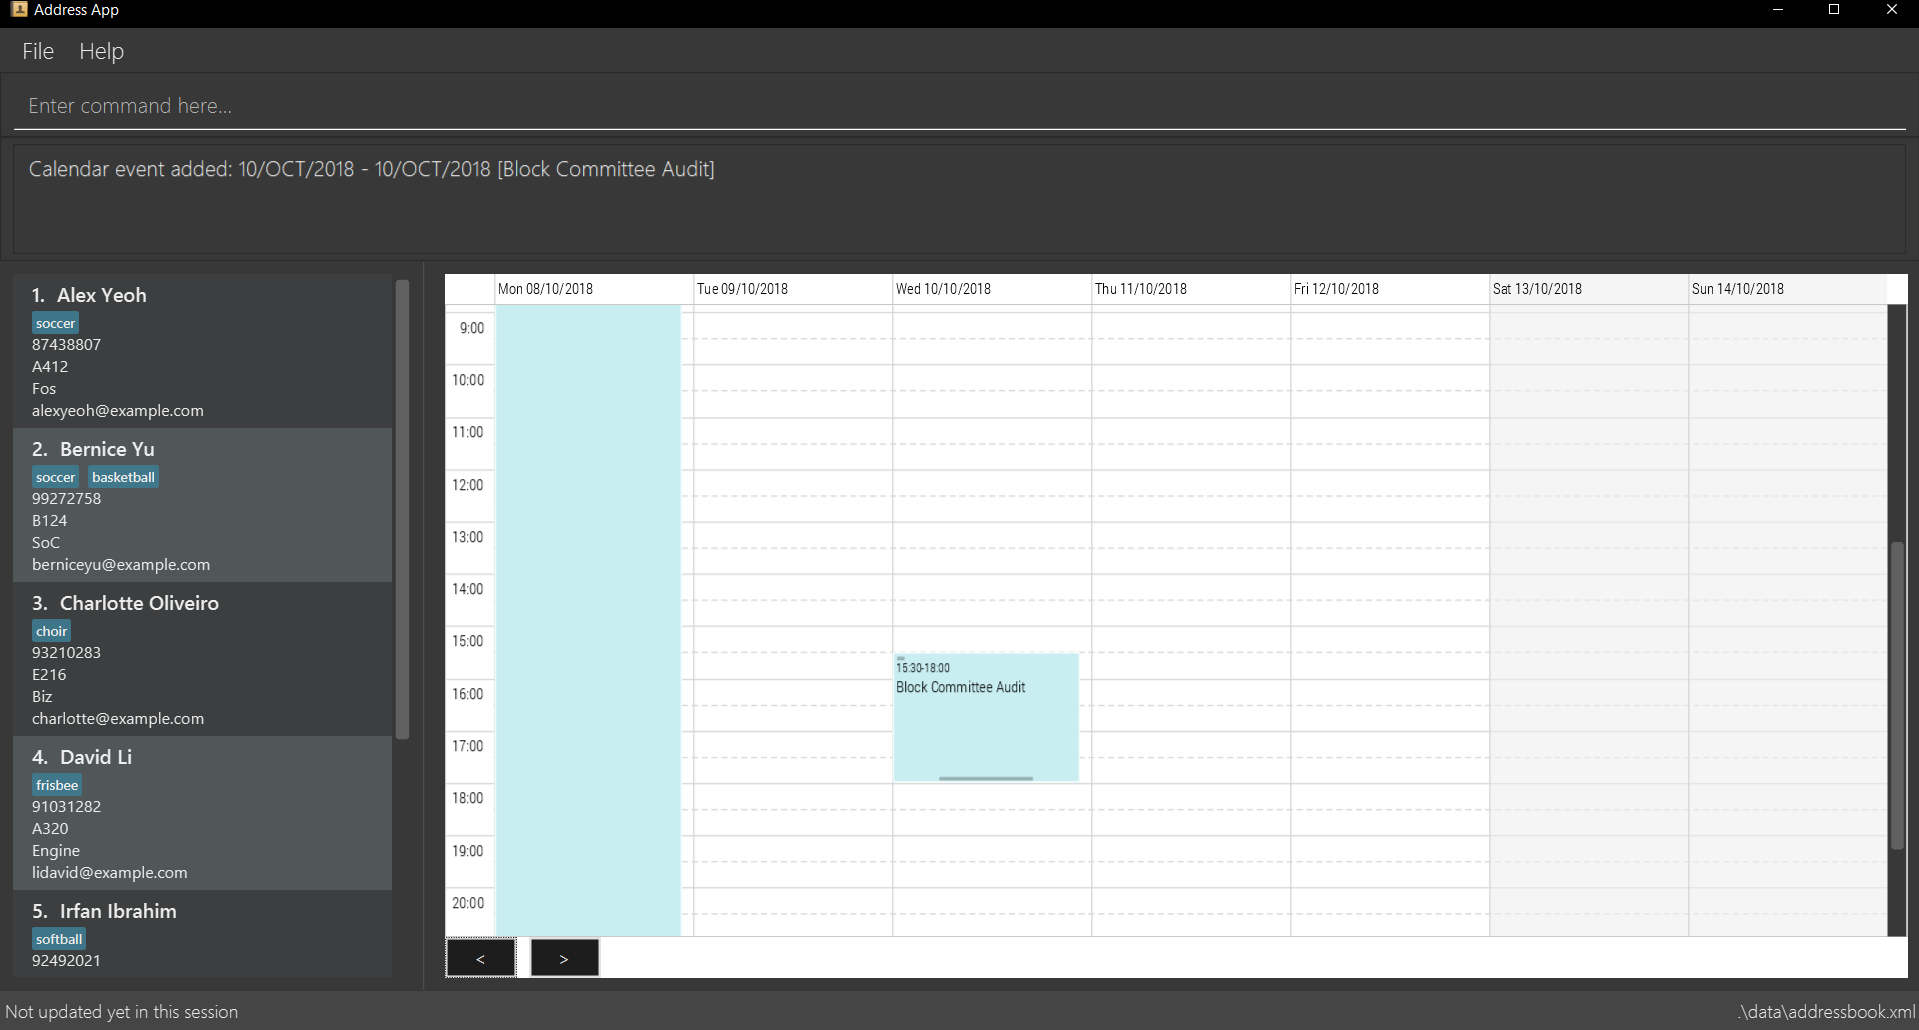 Address App
File Help
Enter command here...
Calendar event added: 10/OCT/2018 - 10/OCT/2018 [Block Committee Audit]
1. Alex Yeoh
soccer
87438807
A412
Fos
alexyeoh@example.com
2. Bernice Yu
soccer basketball
99272758
B124
SoC
berniceyu@example.com
3. Charlotte Oliveiro
choir
93210283
E216
Biz
charlotte@example.com
4. David Li
frisbee
91031282
A320
Engine
lidavid@example.com
5. Irfan Ibrahim
softball
92492021
Mon 08/10/2018 Tue 09/10/2018 Wed 10/10/2018 Thu 11/10/2018 Fri 12/10/2018 Sat 13/10/2018 Sun 14/10/2018
9:00
10:00
11:00
12:00
13:00
14:00
15:00
15:30-18:00
Block Committee Audit
16:00
17:00
18:00
19:00
20:00
< >
Not updated yet in this session
.\data\addressbook.xml